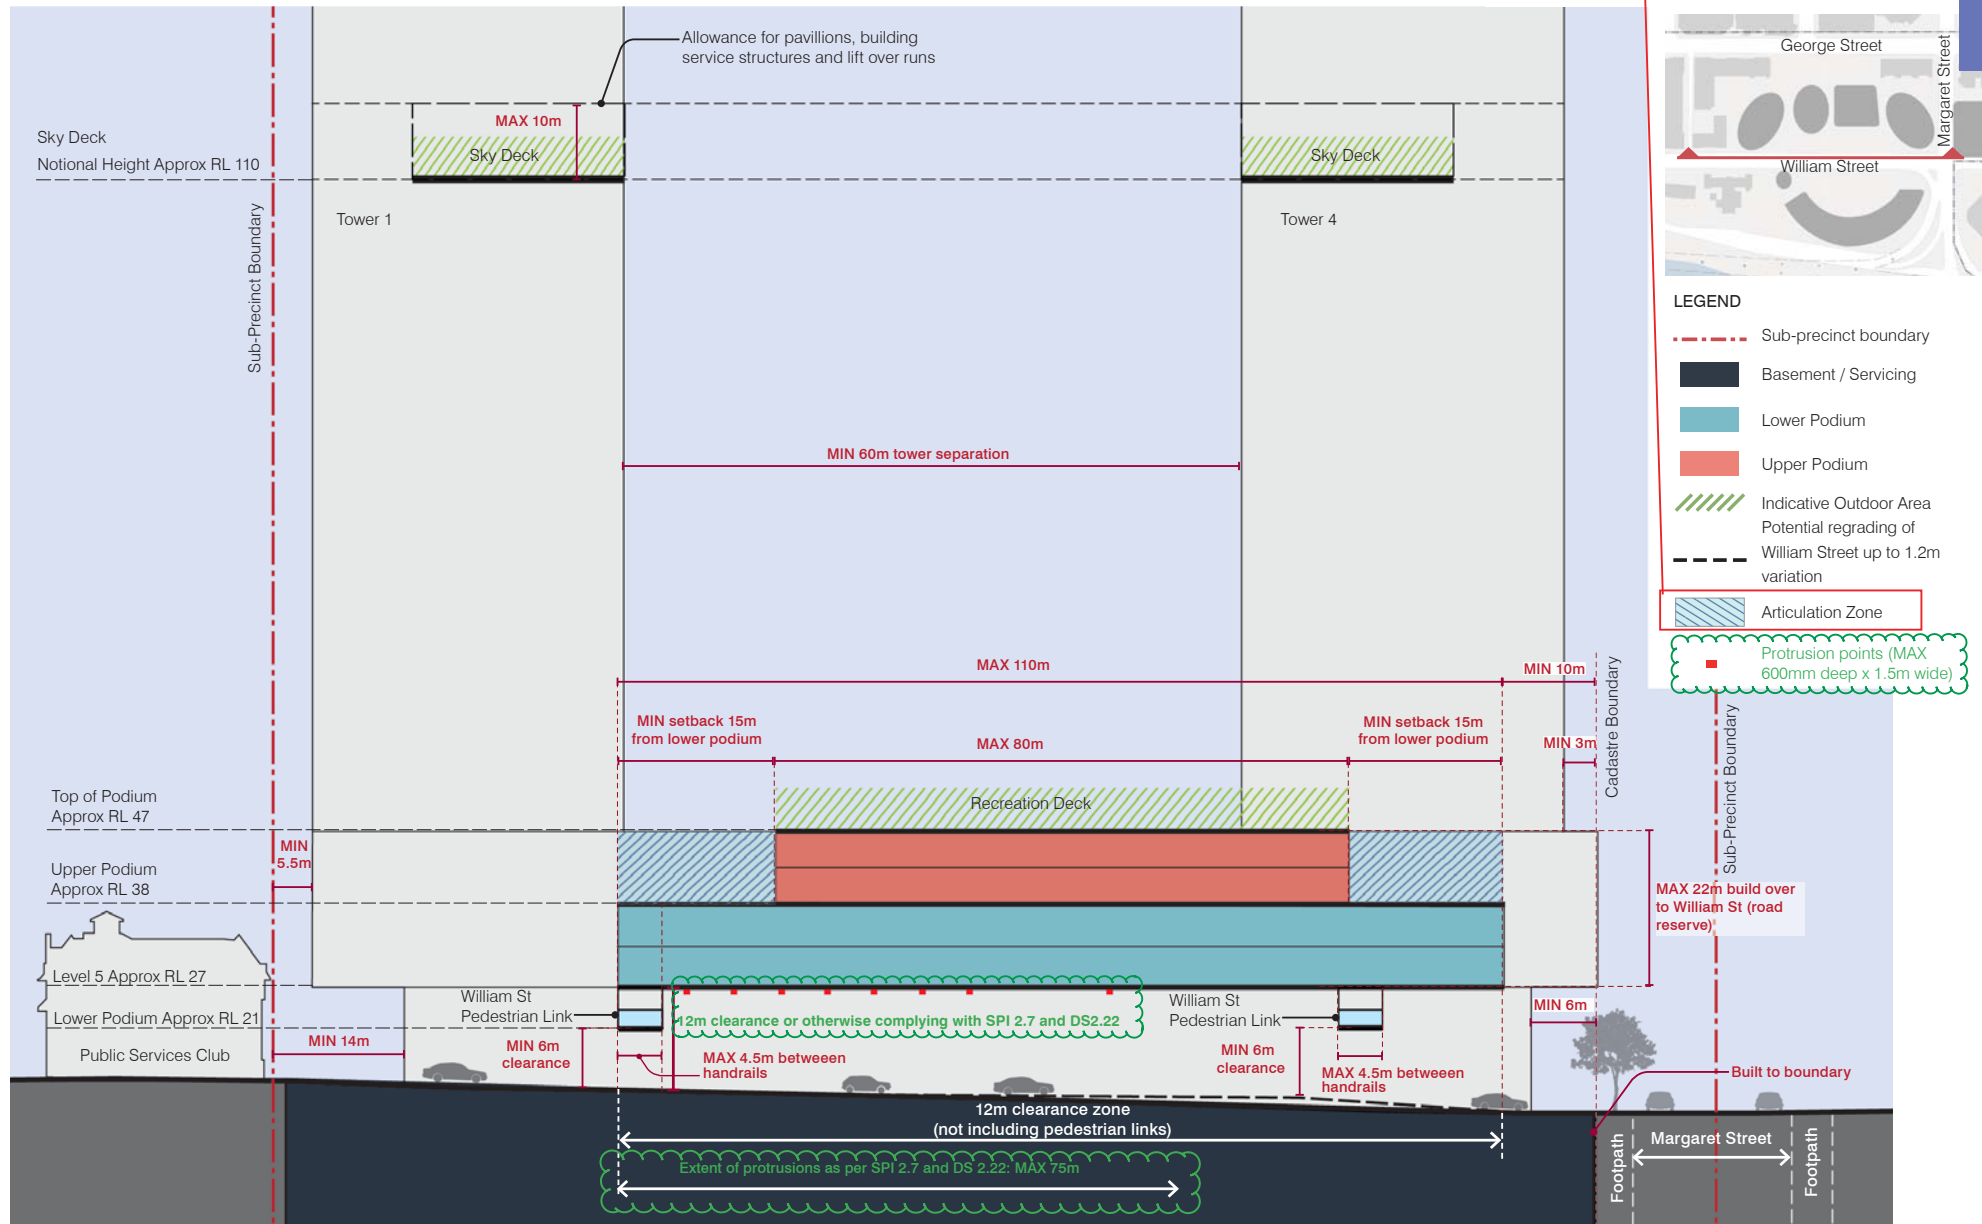 Allowance for pavillions, building
service structures and lift over runs
MAX 10m
Sky Deck
Notional Height Approx RL 110
Sky Deck
Sky Deck
Tower 1
Tower 4
Sub-Precinct Boundary
MIN 60m tower separation
George Street
Margaret Street
William Street
LEGEND
Sub-precinct boundary
Basement / Servicing
Lower Podium
Upper Podium
Indicative Outdoor Area
Potential regrading of
William Street up to 1.2m
variation
Articulation Zone
Protrusion points (MAX
600mm deep x 1.5m wide)
MAX 110m
MIN 10m
Cadastre Boundary
MIN setback 15m
from lower podium
MAX 80m
MIN setback 15m
from lower podium
MIN 3m
Sub-Precinct Boundary
Recreation Deck
Top of Podium
Approx RL 47
MIN
5.5m
Upper Podium
Approx RL 38
MAX 22m build over
to William St (road
reserve)
Level 5 Approx RL 27
Lower Podium Approx RL 21
Public Services Club
MIN 14m
William St
Pedestrian Link
MIN 6m
clearance
12m clearance or otherwise complying with SPI 2.7 and DS2.22
MAX 4.5m betweeen
handrails
William St
Pedestrian Link
MIN 6m
clearance
MAX 4.5m betweeen
handrails
MIN 6m
Built to boundary
12m clearance zone
(not including pedestrian links)
Extent of protrusions as per SPI 2.7 and DS 2.22: MAX 75m
Footpath
Margaret Street
Footpath